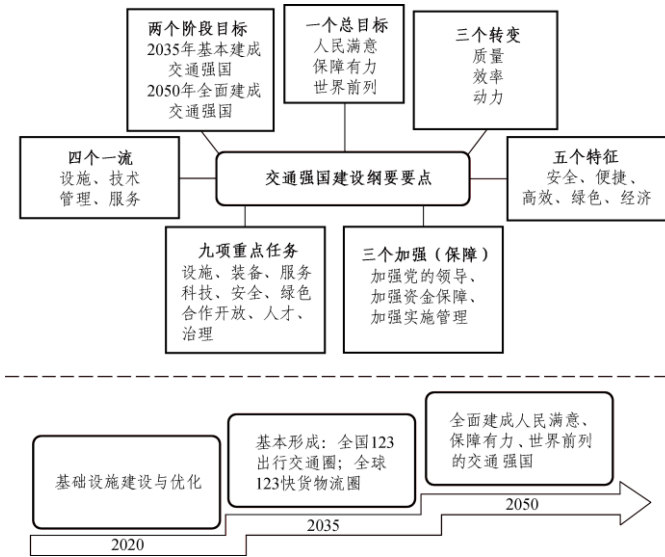 两个阶段目标
2035年基本建成
交通强国
2050年全面建成
交通强国
一个总目标
人民满意
保障有力
世界前列
三个转变
质量
效率
动力
四个一流
设施、技术
管理、服务
交通强国建设纲要要点
五个特征
安全、便捷、
高效、绿色、经济
九项重点任务
设施、装备、服务
科技、安全、绿色
合作开放、人才、
治理
三个加强（保障）
加强党的领导、
加强资金保障、
加强实施管理
基础设施建设与优化
基本形成：全国123
出行交通圈；全球
123快货物流圈
全面建成人民满意、
保障有力、世界前列
的交通强国
2020
2035
2050